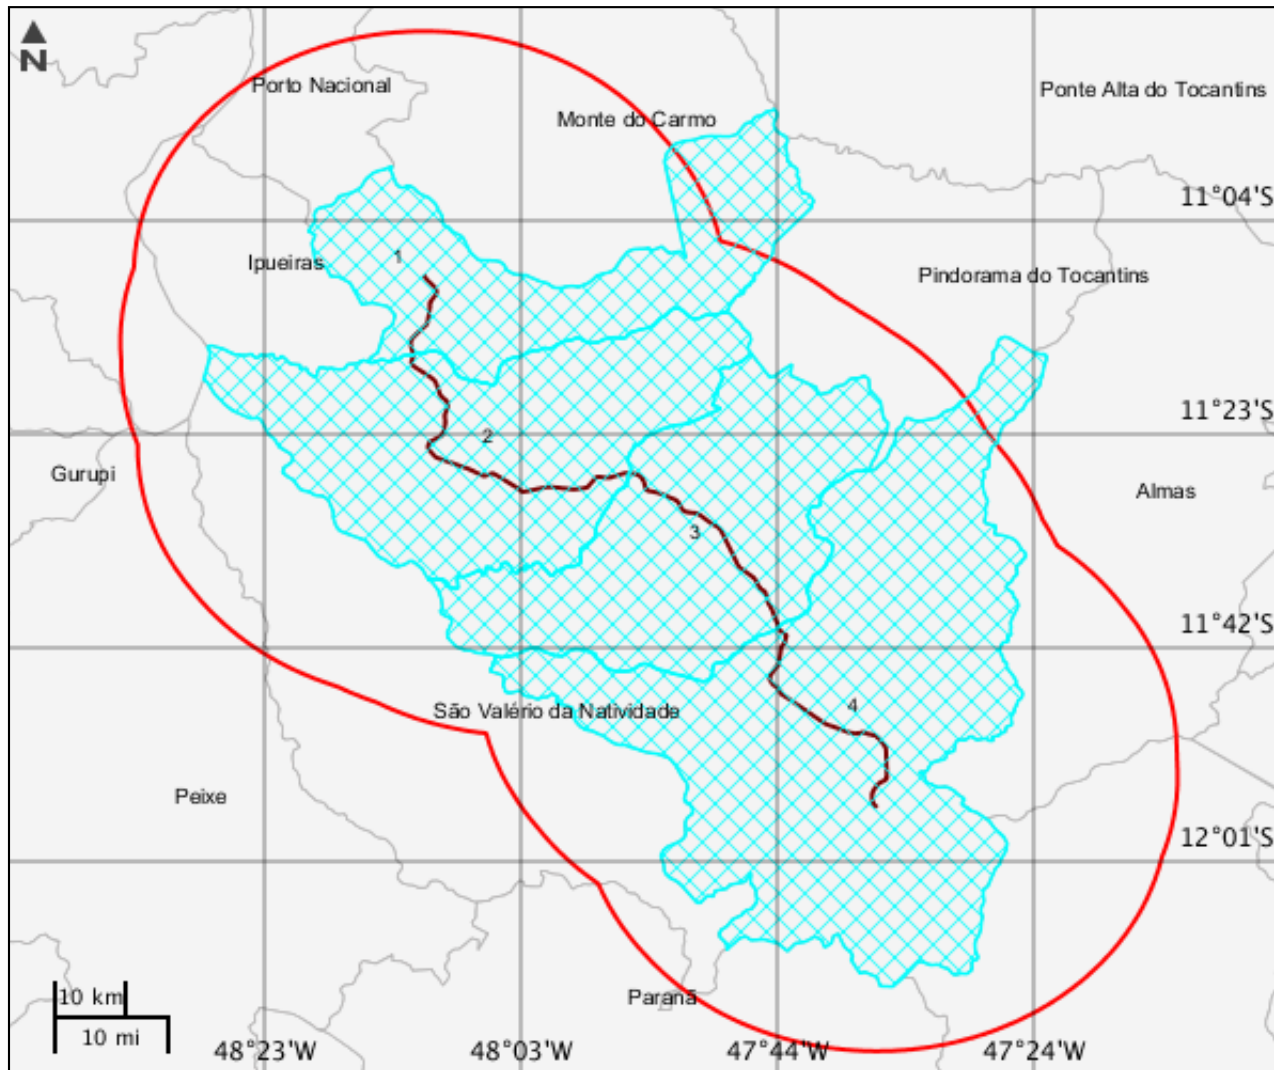 N
Porto Nacional
Ponte Alta do Tocantins
Monte do Carmo
11°04'S
1
Ipueiras
Pindorama do Tocantins
11°23'S
2
Gurupi
Almas
3
11°42'S
4
São Valério da Natividade
Peixe
12°01'S
10 km
Paranã
10 mi
48°23'W
48°03'W
47°44'W
47°24'W